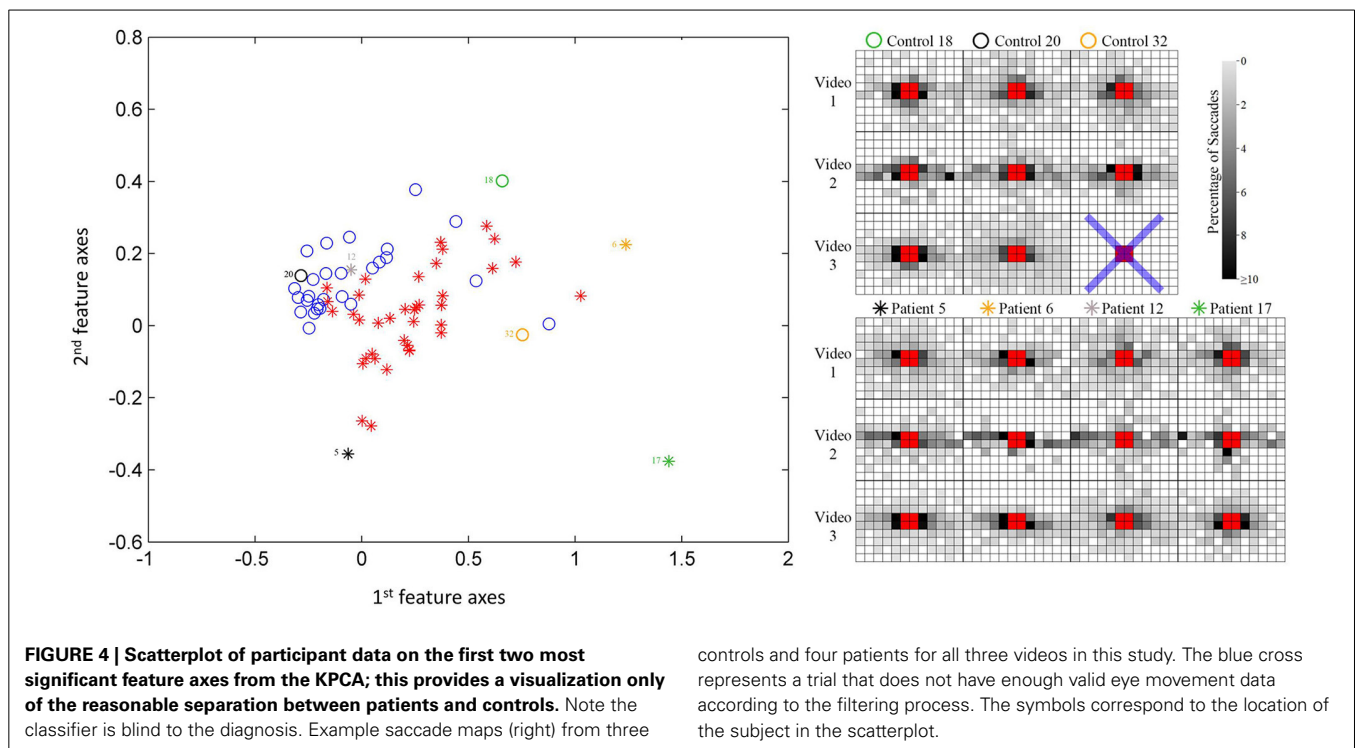 0.8
0.6
0.4
0.2
0
-0.2
-0.4
-0.6
-1
-0.5
0
0.5
1
1.5
2
2nd feature axes
1st feature axes
18
12
20
6
32
5
17
Control 18 Control 20 Control 32
Video 1
Video 2
Video 3
0
2
4
6
8
≥10
Percentage of Saccades
Patient 5 Patient 6 Patient 12 Patient 17
Video 1
Video 2
Video 3
FIGURE 4 | Scatterplot of participant data on the first two most
significant feature axes from the KPCA; this provides a visualization only
of the reasonable separation between patients and controls. Note the
classifier is blind to the diagnosis. Example saccade maps (right) from three
controls and four patients for all three videos in this study. The blue cross
represents a trial that does not have enough valid eye movement data
according to the filtering process. The symbols correspond to the location of
the subject in the scatterplot.